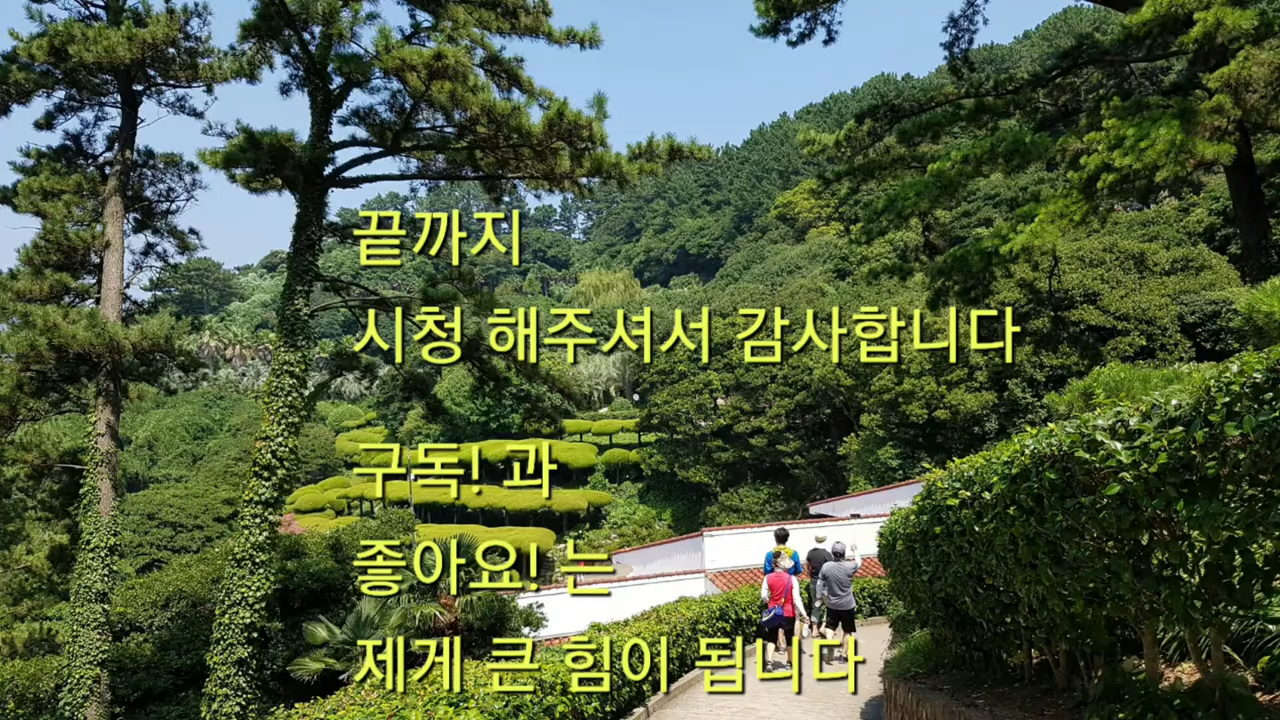 끝까지
시청 해주셔서 감사합니다
구독! 과
좋아요! 는
제게 큰 힘이 됩니다